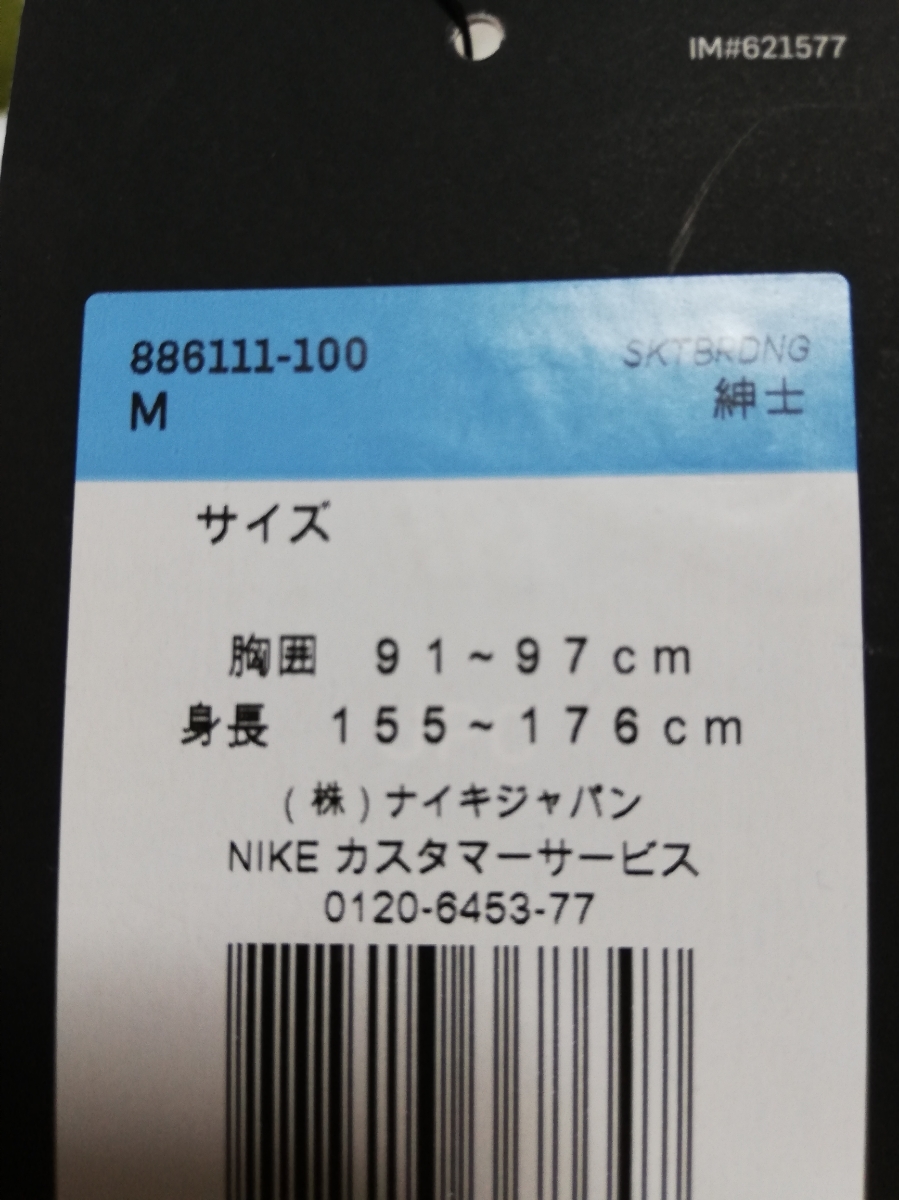 IM#621577
886111-100
SKTBRDNG
M
紳士
サイズ
胸囲　９１~９７ｃｍ
身長　１５５~１７６ｃｍ
(株)ナイキジャパン
NIKE カスタマーサービス
0120-6453-77